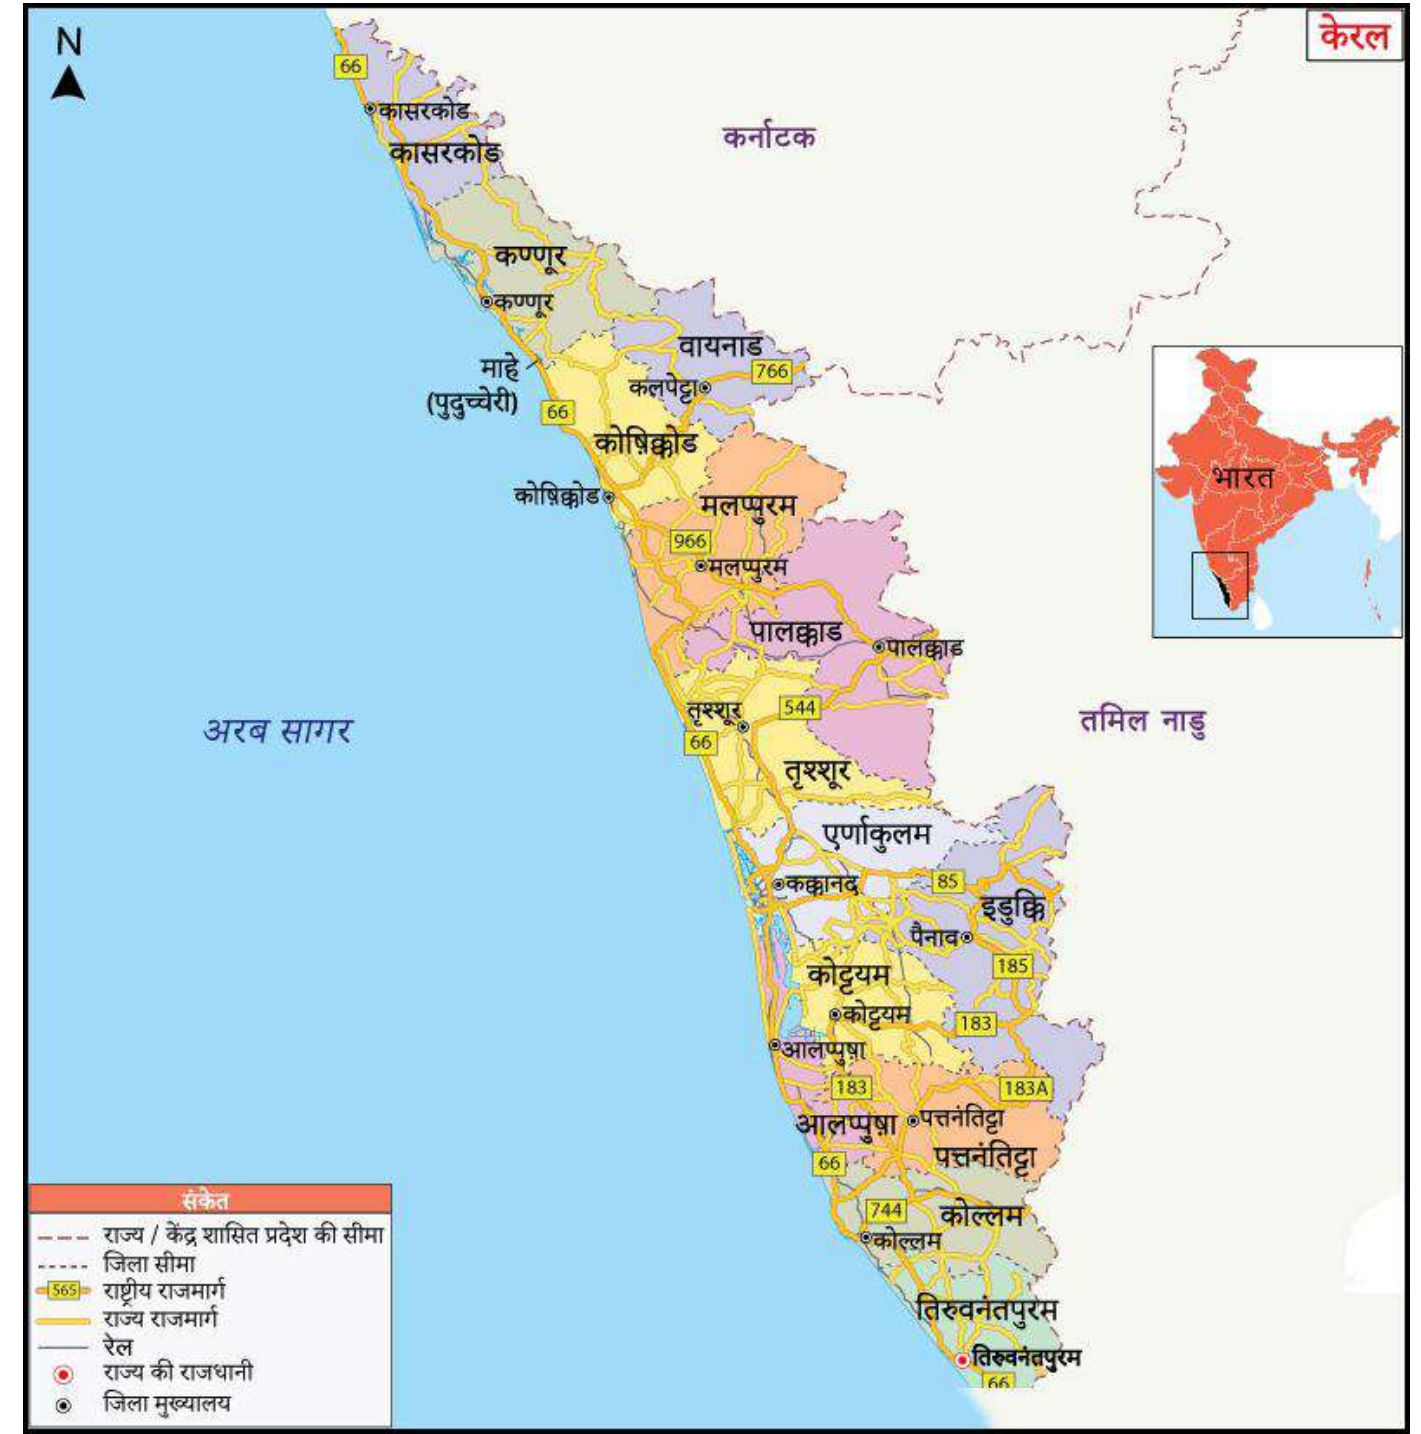 N
केरल
66
कासरकोड
कर्नाटक
कासरकोड
कण्णूर
कण्णूर
वायनाड
माहे
(पुदुच्चेरी)
766
कलपेट्टा
66
कोष़िक्कोड
भारत
कोष़िक्कोड
मलप्पुरम
966
मलप्पुरम
पालक्काड
पालक्काड
तृश्शूर
544
अरब सागर
तमिल नाडु
66
तृश्शूर
एर्णाकुलम
कक्कानद
85
इडुक्कि
पैनाव
185
कोट्टयम
कोट्टयम
183
आलप्पुष़ा
183
183A
आलप्पुष़ा
पत्तनंतिट्टा
पत्तनंतिट्टा
66
744
कोल्लम
कोल्लम
तिरुवनंतपुरम
तिरुवनंतपुरम
66
संकेत
राज्य / केंद्र शासित प्रदेश की सीमा
जिला सीमा
565 राष्ट्रीय राजमार्ग
राज्य राजमार्ग
रेल
राज्य की राजधानी
जिला मुख्यालय